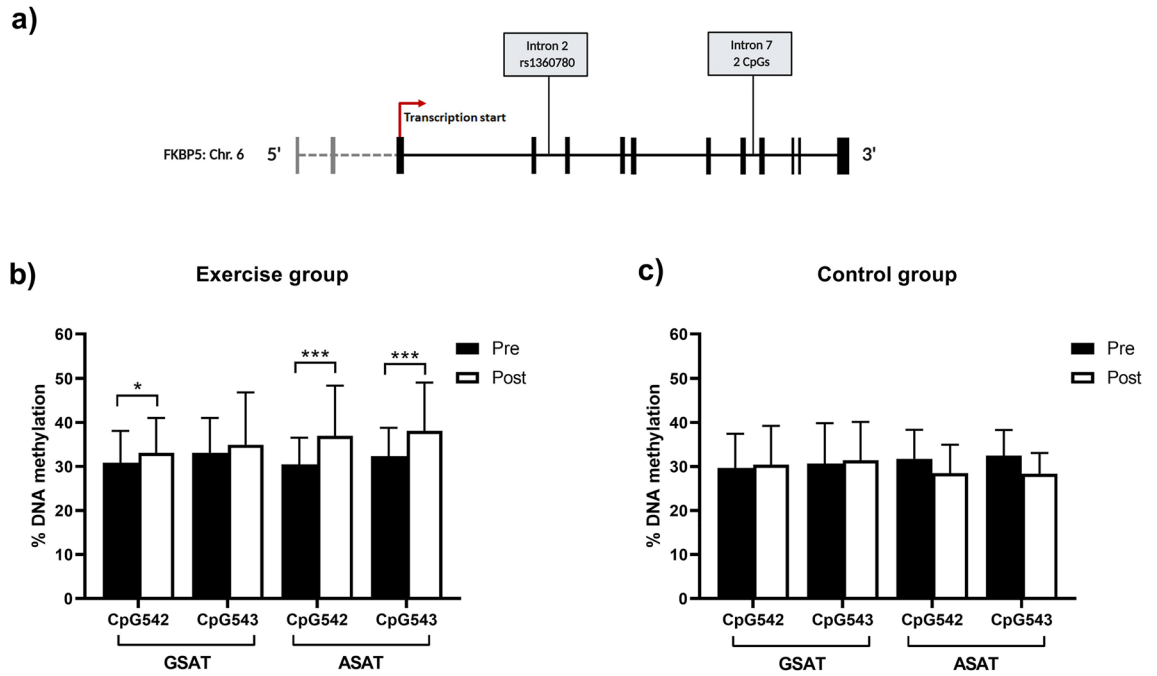 a)
Intron 2
rs1360780
Intron 7
2 CpGs
Transcription start
FKBP5: Chr. 6
5'
3'
b)
Exercise group
% DNA methylation
60
50
40
30
20
10
0
*
***
***
Pre
Post
CpG542
CpG543
CpG542
CpG543
GSAT
ASAT
c)
Control group
% DNA methylation
60
50
40
30
20
10
0
Pre
Post
CpG542
CpG543
CpG542
CpG543
GSAT
ASAT